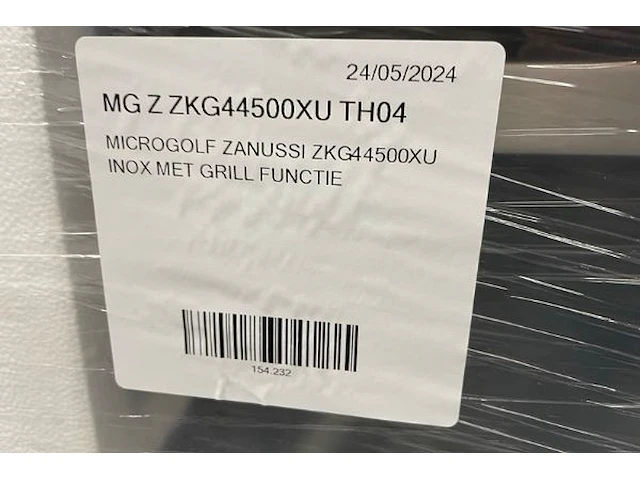 24/05/2024
MG Z ZKG44500XU TH04
MICROGOLF ZANUSSI ZKG44500XU
INOX MET GRILL FUNCTIE
154.232